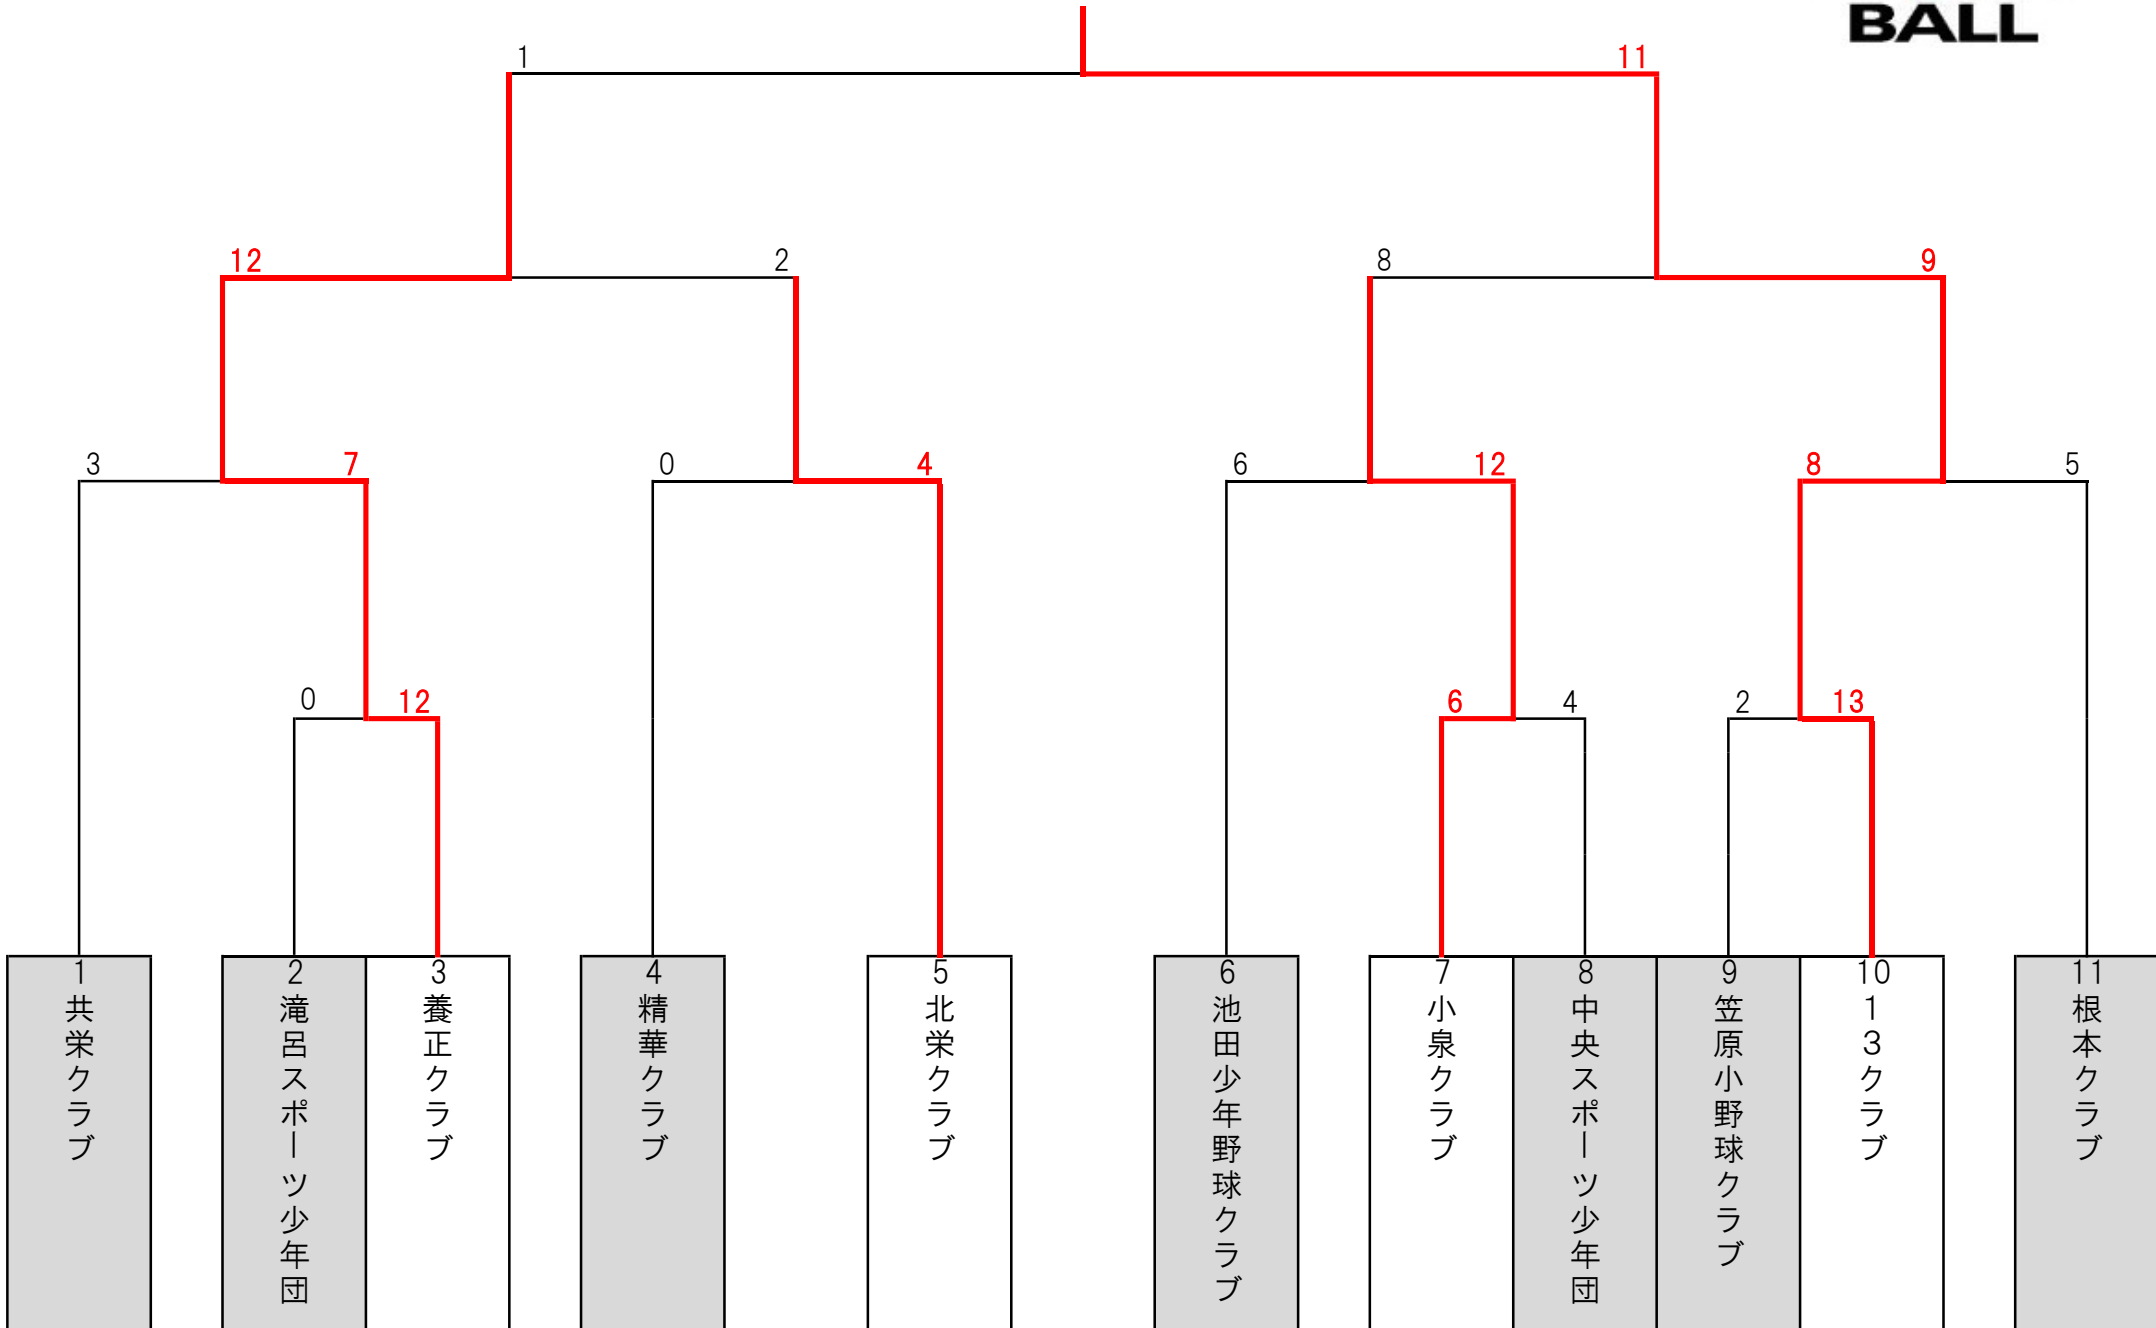 BALL
1
11
12
2
8
9
3
7
0
4
6
12
8
5
0
12
6
4
2
13
1
共栄クラブ
2
滝呂スポーツ少年団
3
養正クラブ
4
精華クラブ
5
北栄クラブ
6
池田少年野球クラブ
7
小泉クラブ
8
中央スポーツ少年団
9
笠原小野球クラブ
10
13クラブ
11
根本クラブ